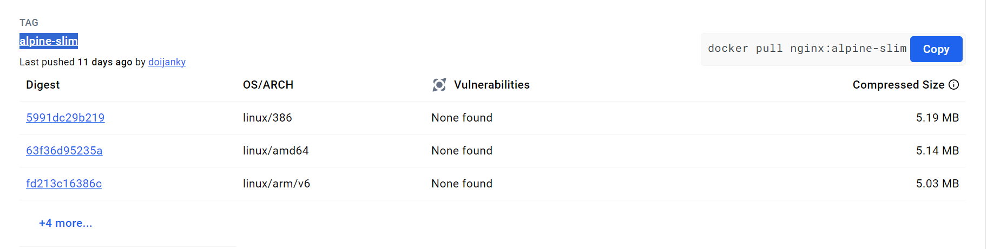 TAG
alpine-slim
docker pull nginx:alpine-slim Copy
Last pushed 11 days ago by doijanky
Digest OS/ARCH Vulnerabilities Compressed Size
5991dc29b219 linux/386 None found 5.19 MB
63f36d95235a linux/amd64 None found 5.14 MB
fd213c16386c linux/arm/v6 None found 5.03 MB
+4 more...